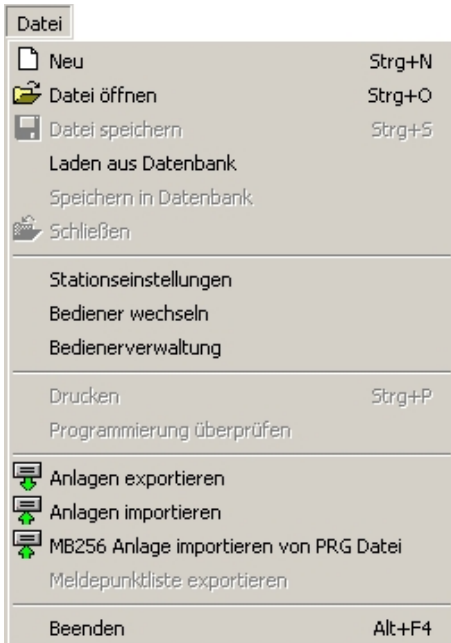 Datei
Neu Strg+N
Datei öffnen Strg+O
Datei speichern Strg+S
Laden aus Datenbank
Speichern in Datenbank
Schließen
Stationseinstellungen
Bediener wechseln
Bedienerverwaltung
Drucken Strg+P
Programmierung überprüfen
Anlagen exportieren
Anlagen importieren
MB256 Anlage importieren von PRG Datei
Meldepunktliste exportieren
Beenden Alt+F4